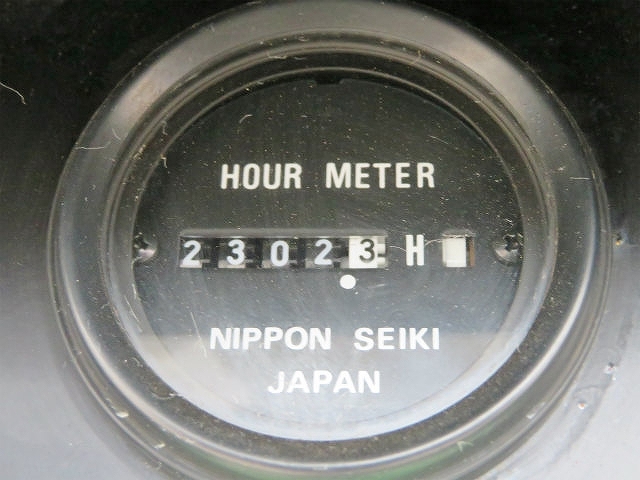 HOUR METER
23023 H
NIPPON SEIKI
JAPAN